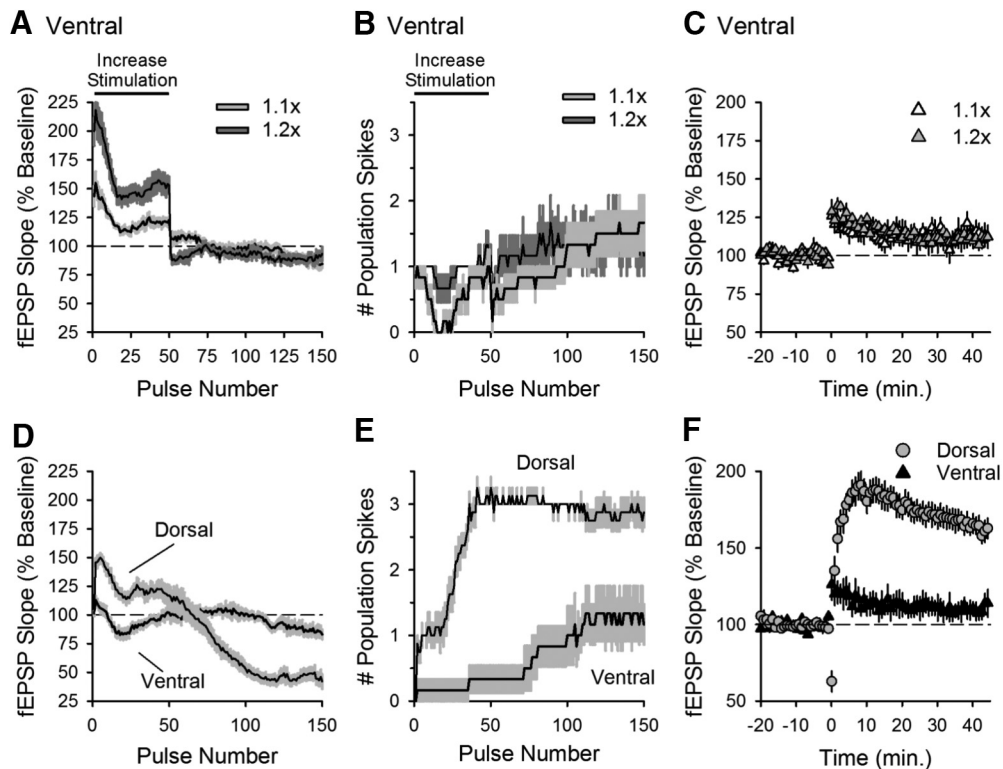 A Ventral
Increase
Stimulation
fEPSP Slope (% Baseline)
225
200
175
150
125
100
75
50
25
1.1x
1.2x
0 25 50 75 100 125 150
Pulse Number
B Ventral
Increase
Stimulation
# Population Spikes
3
2
1
0
1.1x
1.2x
0 50 100 150
Pulse Number
C Ventral
fEPSP Slope (% Baseline)
200
175
150
125
100
75
50
1.1x
1.2x
-20 -10 0 10 20 30 40
Time (min.)
D
fEPSP Slope (% Baseline)
225
200
175
150
125
100
75
50
25
Dorsal
Ventral
0 50 100 150
Pulse Number
E
# Population Spikes
3
2
1
0
Dorsal
Ventral
0 50 100 150
Pulse Number
F
fEPSP Slope (% Baseline)
200
150
100
50
Dorsal
Ventral
-20 -10 0 10 20 30 40
Time (min.)